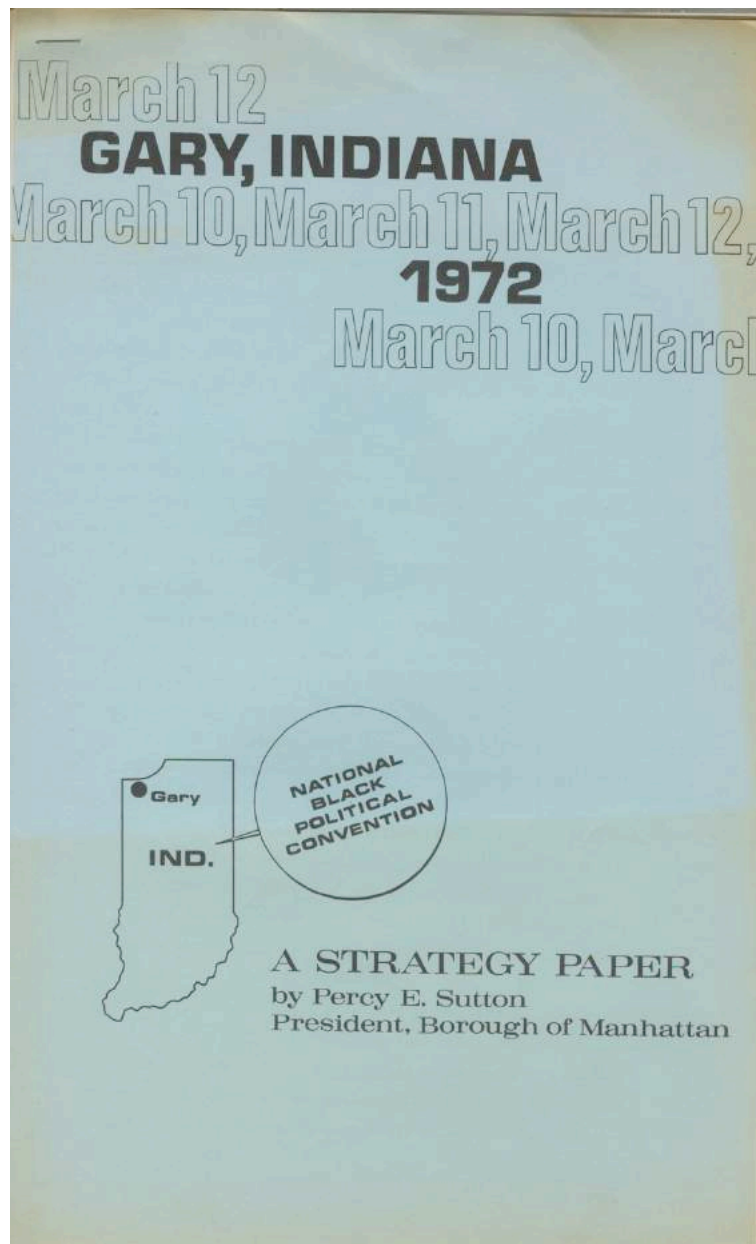 March 12
GARY, INDIANA
March 10, March 11, March 12,
1972
March 10, March
NATIONAL
BLACK
POLITICAL
CONVENTION
Gary
IND.
A STRATEGY PAPER
by Percy E. Sutton
President, Borough of Manhattan